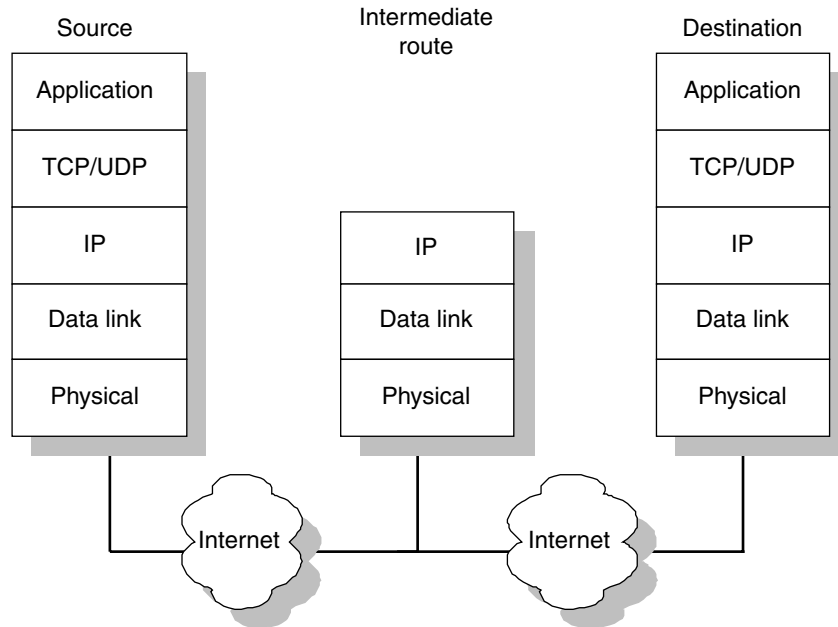 Source
Intermediate
route
Destination
Application
TCP/UDP
IP
Data link
Physical
IP
Data link
Physical
Application
TCP/UDP
IP
Data link
Physical
Internet
Internet